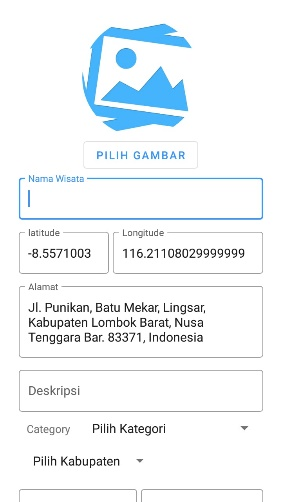 PILIH GAMBAR
Nama Wisata
latitude
Longitude
-8.5571003
116.21108029999999
Alamat
Jl. Punikan, Batu Mekar, Lingsar,
Kabupaten Lombok Barat, Nusa
Tenggara Bar. 83371, Indonesia
Deskripsi
Category
Pilih Kategori
Pilih Kabupaten